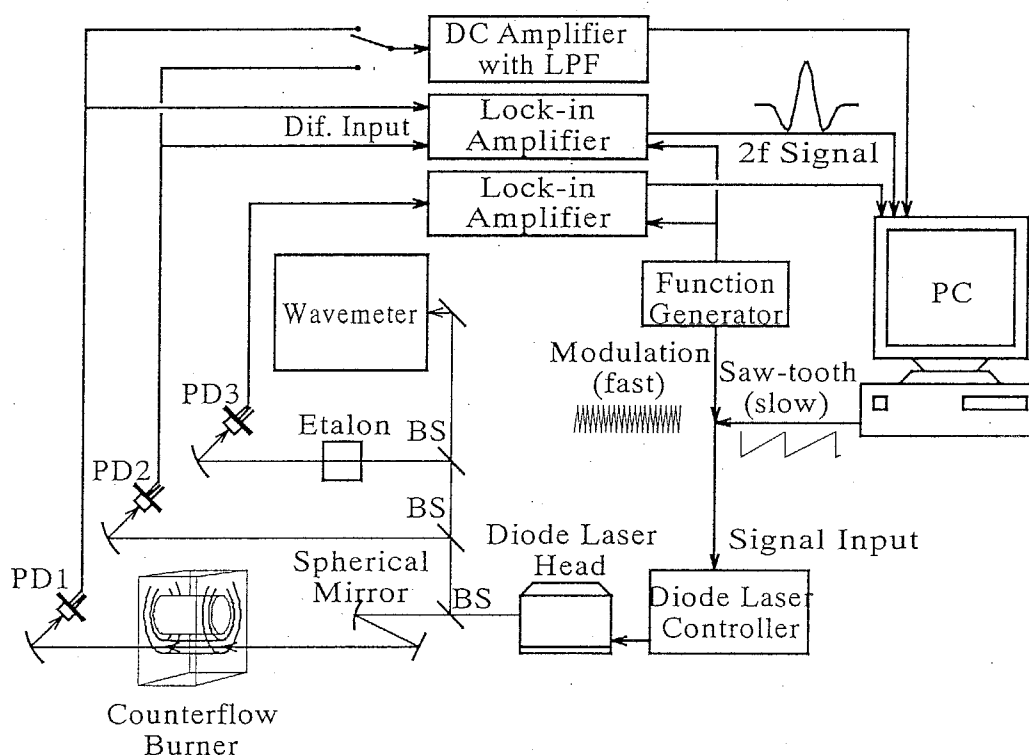 DC Amplifier
with LPF
Lock-in
Amplifier
Dif. Input
2f Signal
Lock-in
Amplifier
Wavemeter
Function
Generator
PC
Modulation
(fast)
Saw-tooth
(slow)
PD3
Etalon
BS
PD2
BS
Diode Laser
Head
Signal Input
Spherical
Mirror
PD1
BS
Diode Laser
Controller
Counterflow
Burner